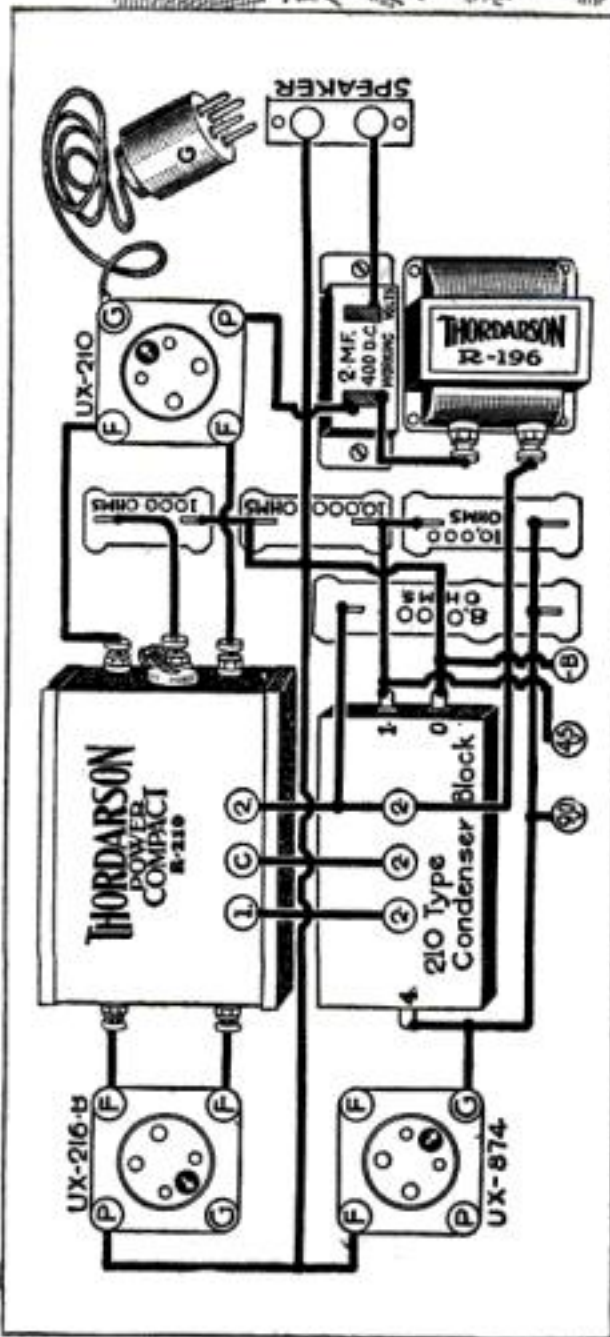 SPEAKER
G
UX-210
G
P
F
F
2-M.F.
400 D.C.
WORKING
VOLTS
THORDARSON
R-196
1000 OHMS
10,000 OHMS
10,000
OHMS
8,000
OHMS
THORDARSON
POWER
COMPACT
R-210
2
C
1
1
0
2
2
2
210 Type
Condenser Block
4
-B
45
90
UX-216-B
F
F
P
G
F
G
F
P
UX-874